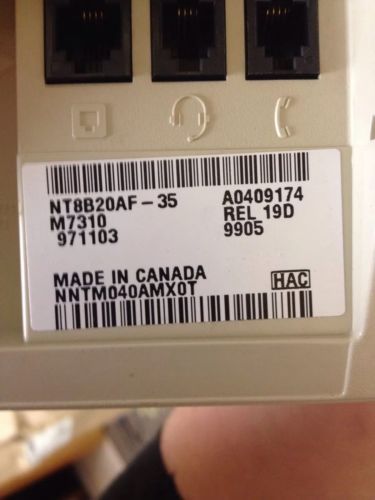 NT8B20AF-35 A0409174
M7310 REL 19D
971103 9905
MADE IN CANADA HAC
NNTM040AMX0T